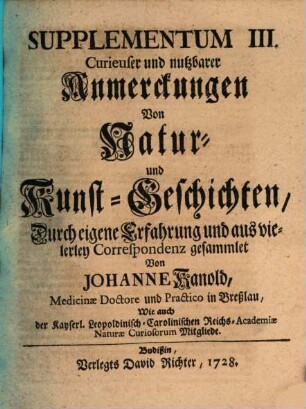 SUPPLEMENTUM III.
Curieuser und nutzbarer
Anmerckungen
Von
Natur-
und
Kunst-Geschichten,
Durch eigene Erfahrung und aus vie-
lerley Correspondenz gesammlet
Von
JOHANNE Kanold,
Medicinæ Doctore und Practico in Breßlau,
Wie auch
der Kayserl. Leopoldinisch-Carolinischen Reichs-Academiæ
Naturæ Curiosorum Mitgliede.
Budißin,
Verlegts David Richter, 1728.